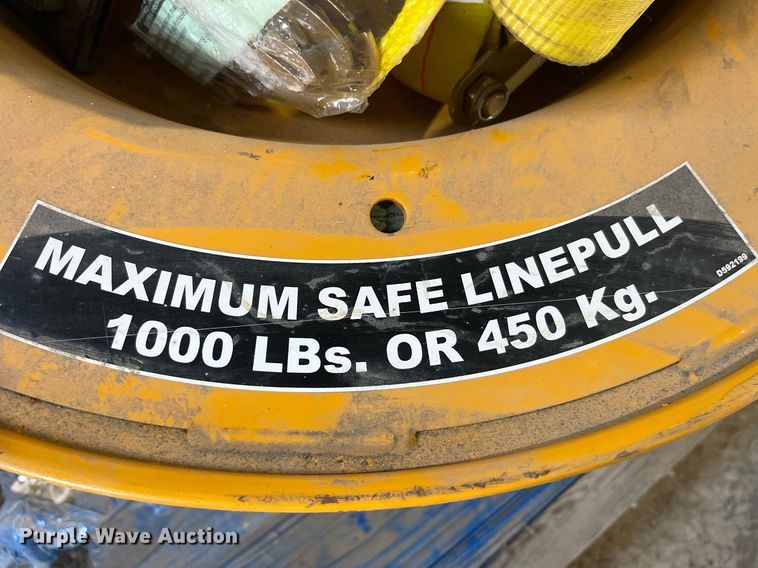 MAXIMUM SAFE LINEPULL
1000 LBs. OR 450 Kg.
D592199
Purple Wave Auction